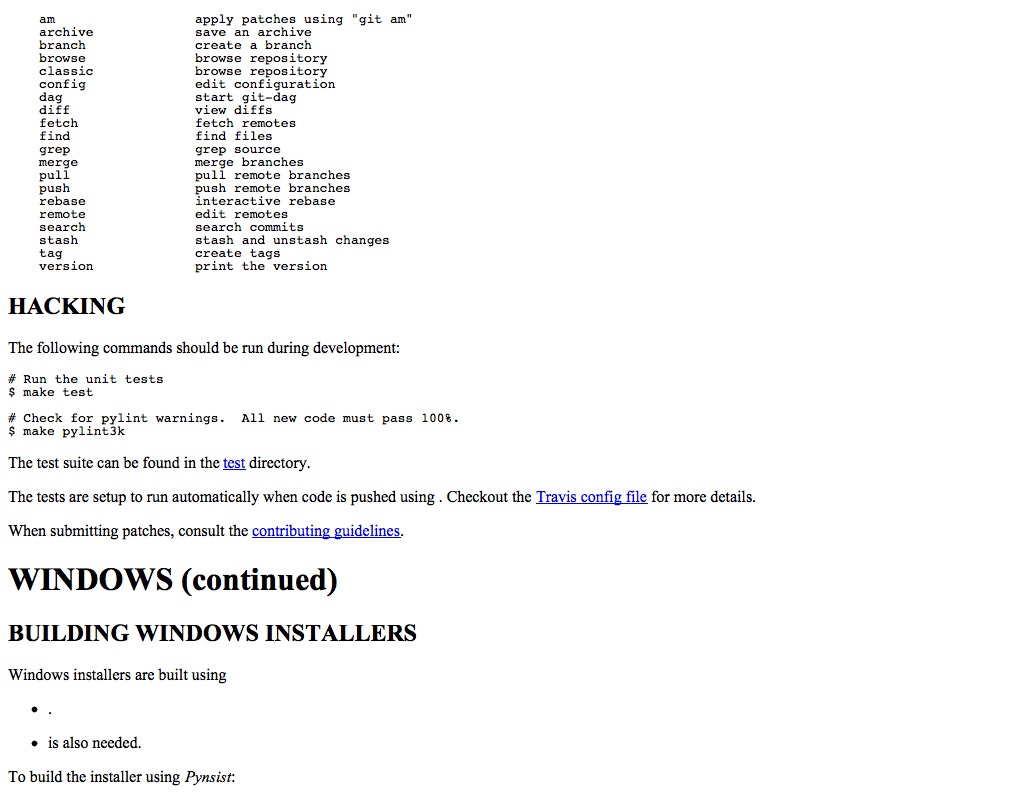 am                  apply patches using "git am"
archive             save an archive
branch              create a branch
browse              browse repository
classic             browse repository
config              edit configuration
dag                 start git-dag
diff                view diffs
fetch               fetch remotes
find                find files
grep                grep source
merge               merge branches
pull                pull remote branches
push                push remote branches
rebase              interactive rebase
remote              edit remotes
search              search commits
stash               stash and unstash changes
tag                 create tags
version             print the version
HACKING
The following commands should be run during development:
# Run the unit tests
$ make test
# Check for pylint warnings.  All new code must pass 100%.
$ make pylint3k
The test suite can be found in the test directory.
The tests are setup to run automatically when code is pushed using . Checkout the Travis config file for more details.
When submitting patches, consult the contributing guidelines.
WINDOWS (continued)
BUILDING WINDOWS INSTALLERS
Windows installers are built using
• .
• is also needed.
To build the installer using Pynsist: